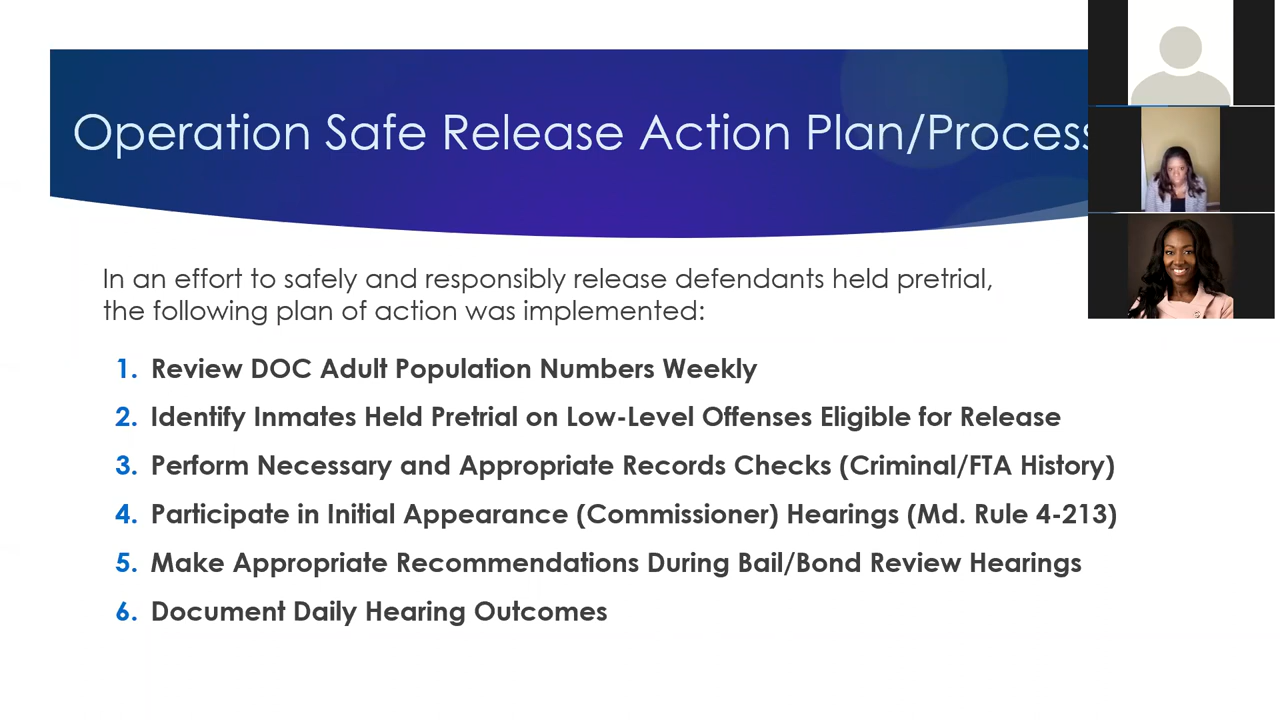 Operation Safe Release Action Plan/Process
In an effort to safely and responsibly release defendants held pretrial,
the following plan of action was implemented:
1. Review DOC Adult Population Numbers Weekly
2. Identify Inmates Held Pretrial on Low-Level Offenses Eligible for Release
3. Perform Necessary and Appropriate Records Checks (Criminal/FTA History)
4. Participate in Initial Appearance (Commissioner) Hearings (Md. Rule 4-213)
5. Make Appropriate Recommendations During Bail/Bond Review Hearings
6. Document Daily Hearing Outcomes